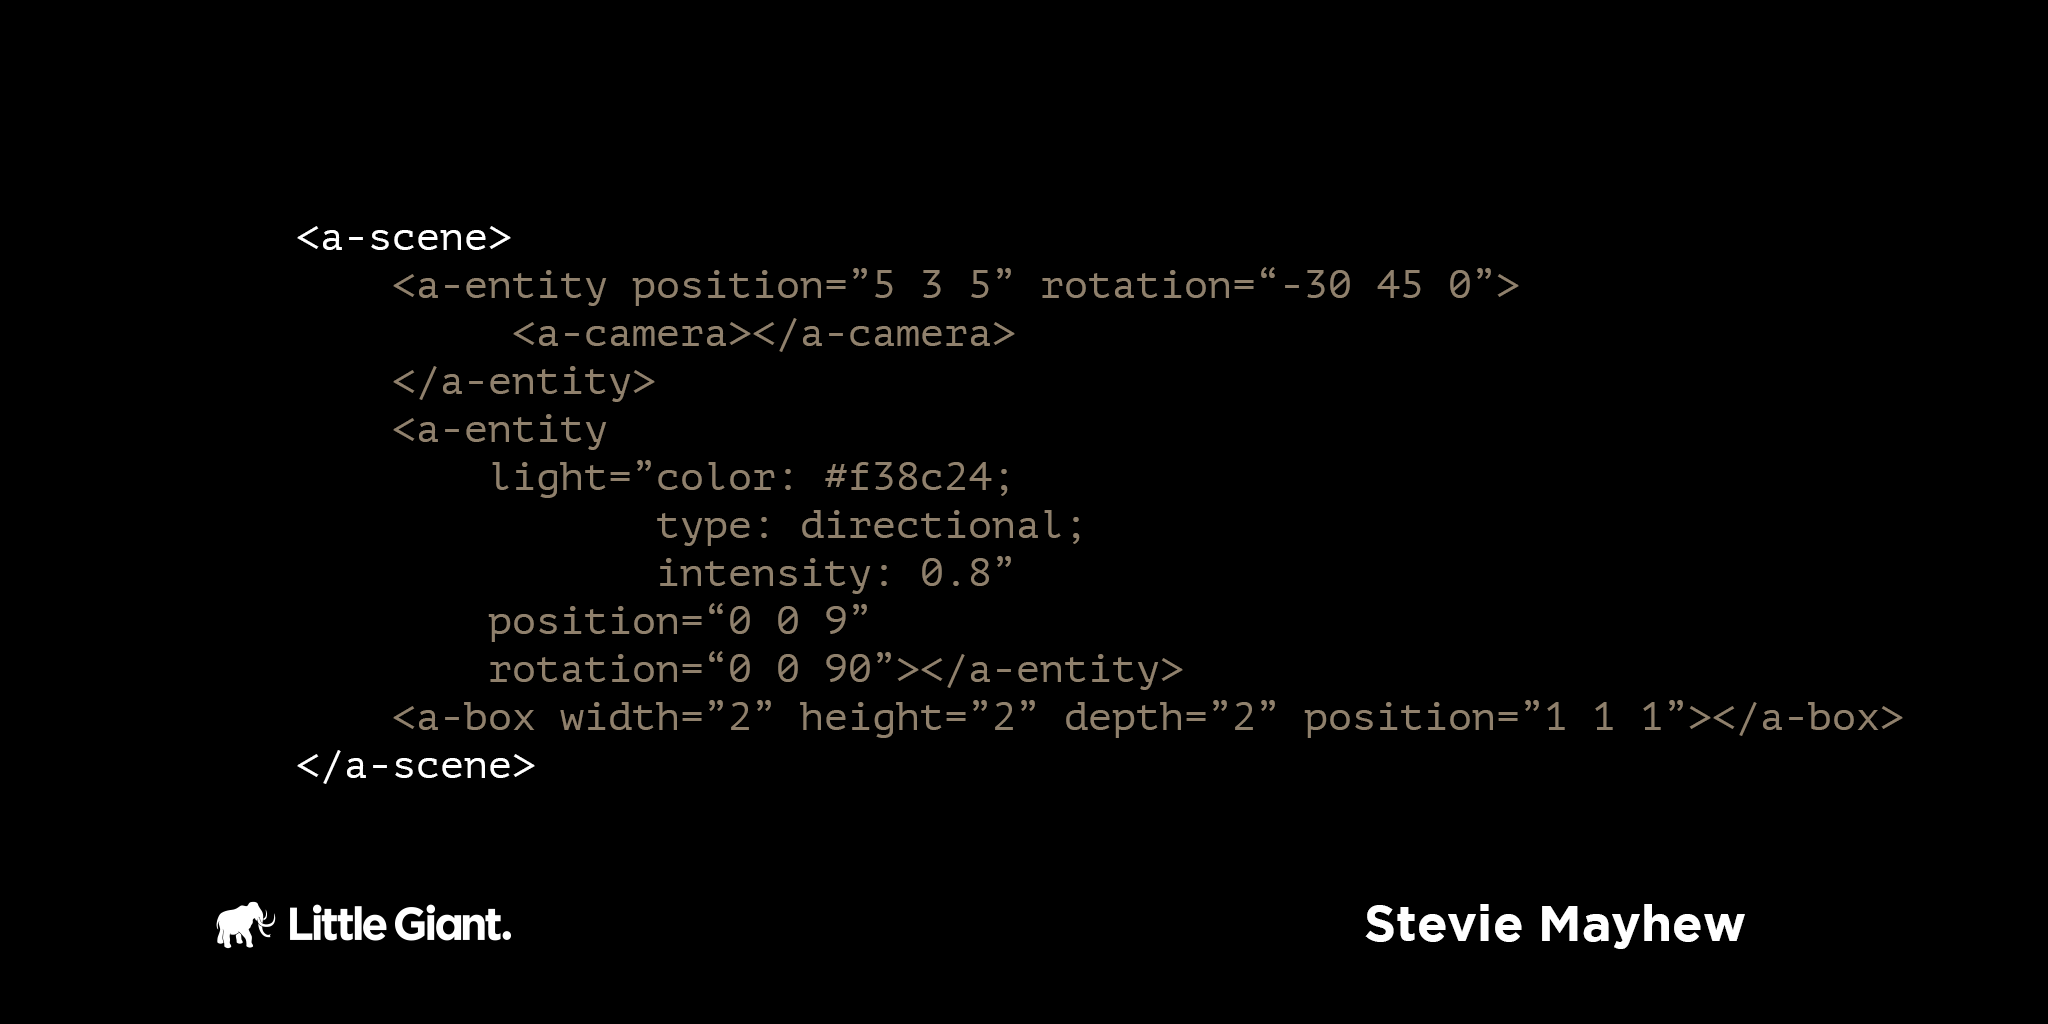 <a-scene>
    <a-entity position=”5 3 5” rotation=“-30 45 0”>
         <a-camera></a-camera>
    </a-entity>
    <a-entity
        light=”color: #f38c24;
               type: directional;
               intensity: 0.8”
        position=“0 0 9”
        rotation=“0 0 90”></a-entity>
    <a-box width=”2” height=”2” depth=”2” position=”1 1 1”></a-box>
</a-scene>
Little Giant.
Stevie Mayhew